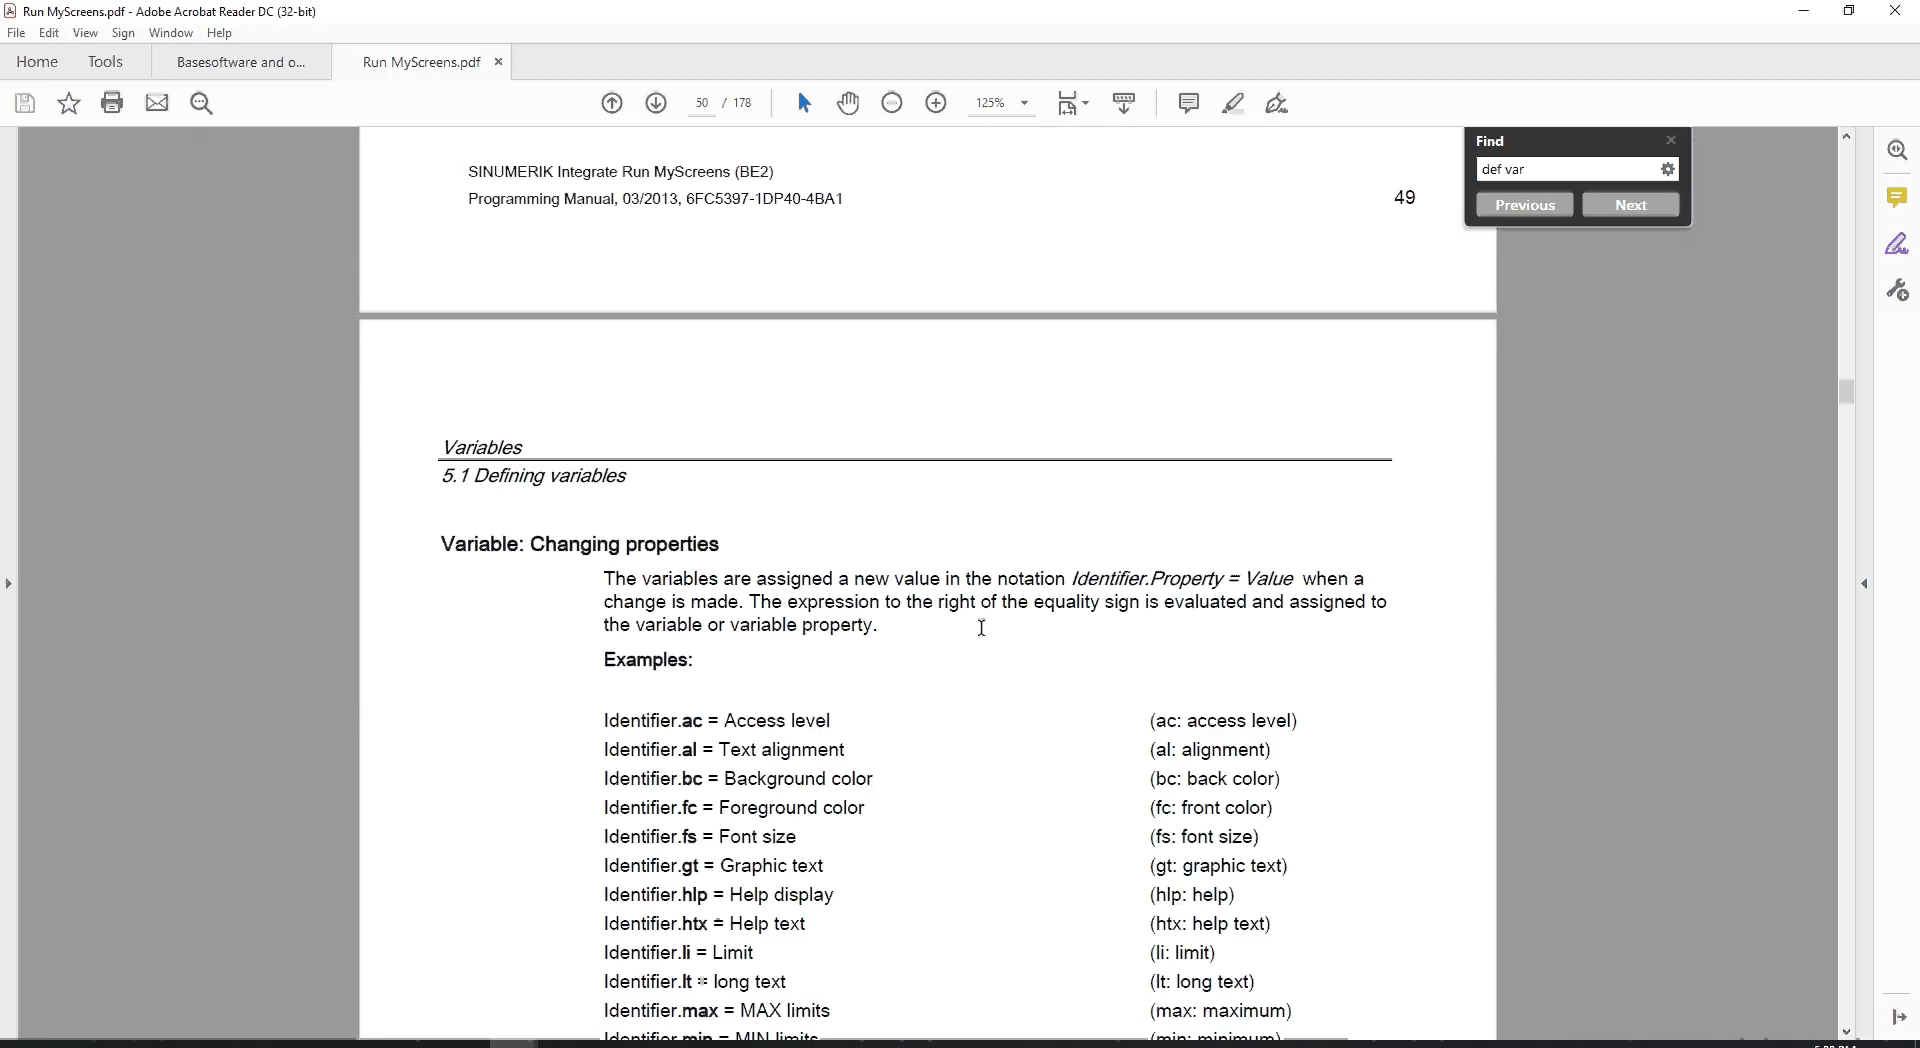 Run MyScreens.pdf - Adobe Acrobat Reader DC (32-bit)
File Edit View Sign Window Help
Home Tools Basesoftware and o... Run MyScreens.pdf
50 / 178 125%
Find
def var
Previous Next
SINUMERIK Integrate Run MyScreens (BE2)
Programming Manual, 03/2013, 6FC5397-1DP40-4BA1 49
Variables
5.1 Defining variables
Variable: Changing properties
The variables are assigned a new value in the notation Identifier.Property = Value when a
change is made. The expression to the right of the equality sign is evaluated and assigned to
the variable or variable property.
Examples:
Identifier.ac = Access level (ac: access level)
Identifier.al = Text alignment (al: alignment)
Identifier.bc = Background color (bc: back color)
Identifier.fc = Foreground color (fc: front color)
Identifier.fs = Font size (fs: font size)
Identifier.gt = Graphic text (gt: graphic text)
Identifier.hlp = Help display (hlp: help)
Identifier.htx = Help text (htx: help text)
Identifier.li = Limit (li: limit)
Identifier.lt = long text (lt: long text)
Identifier.max = MAX limits (max: maximum)
Identifier.min = MIN limits (min: minimum)